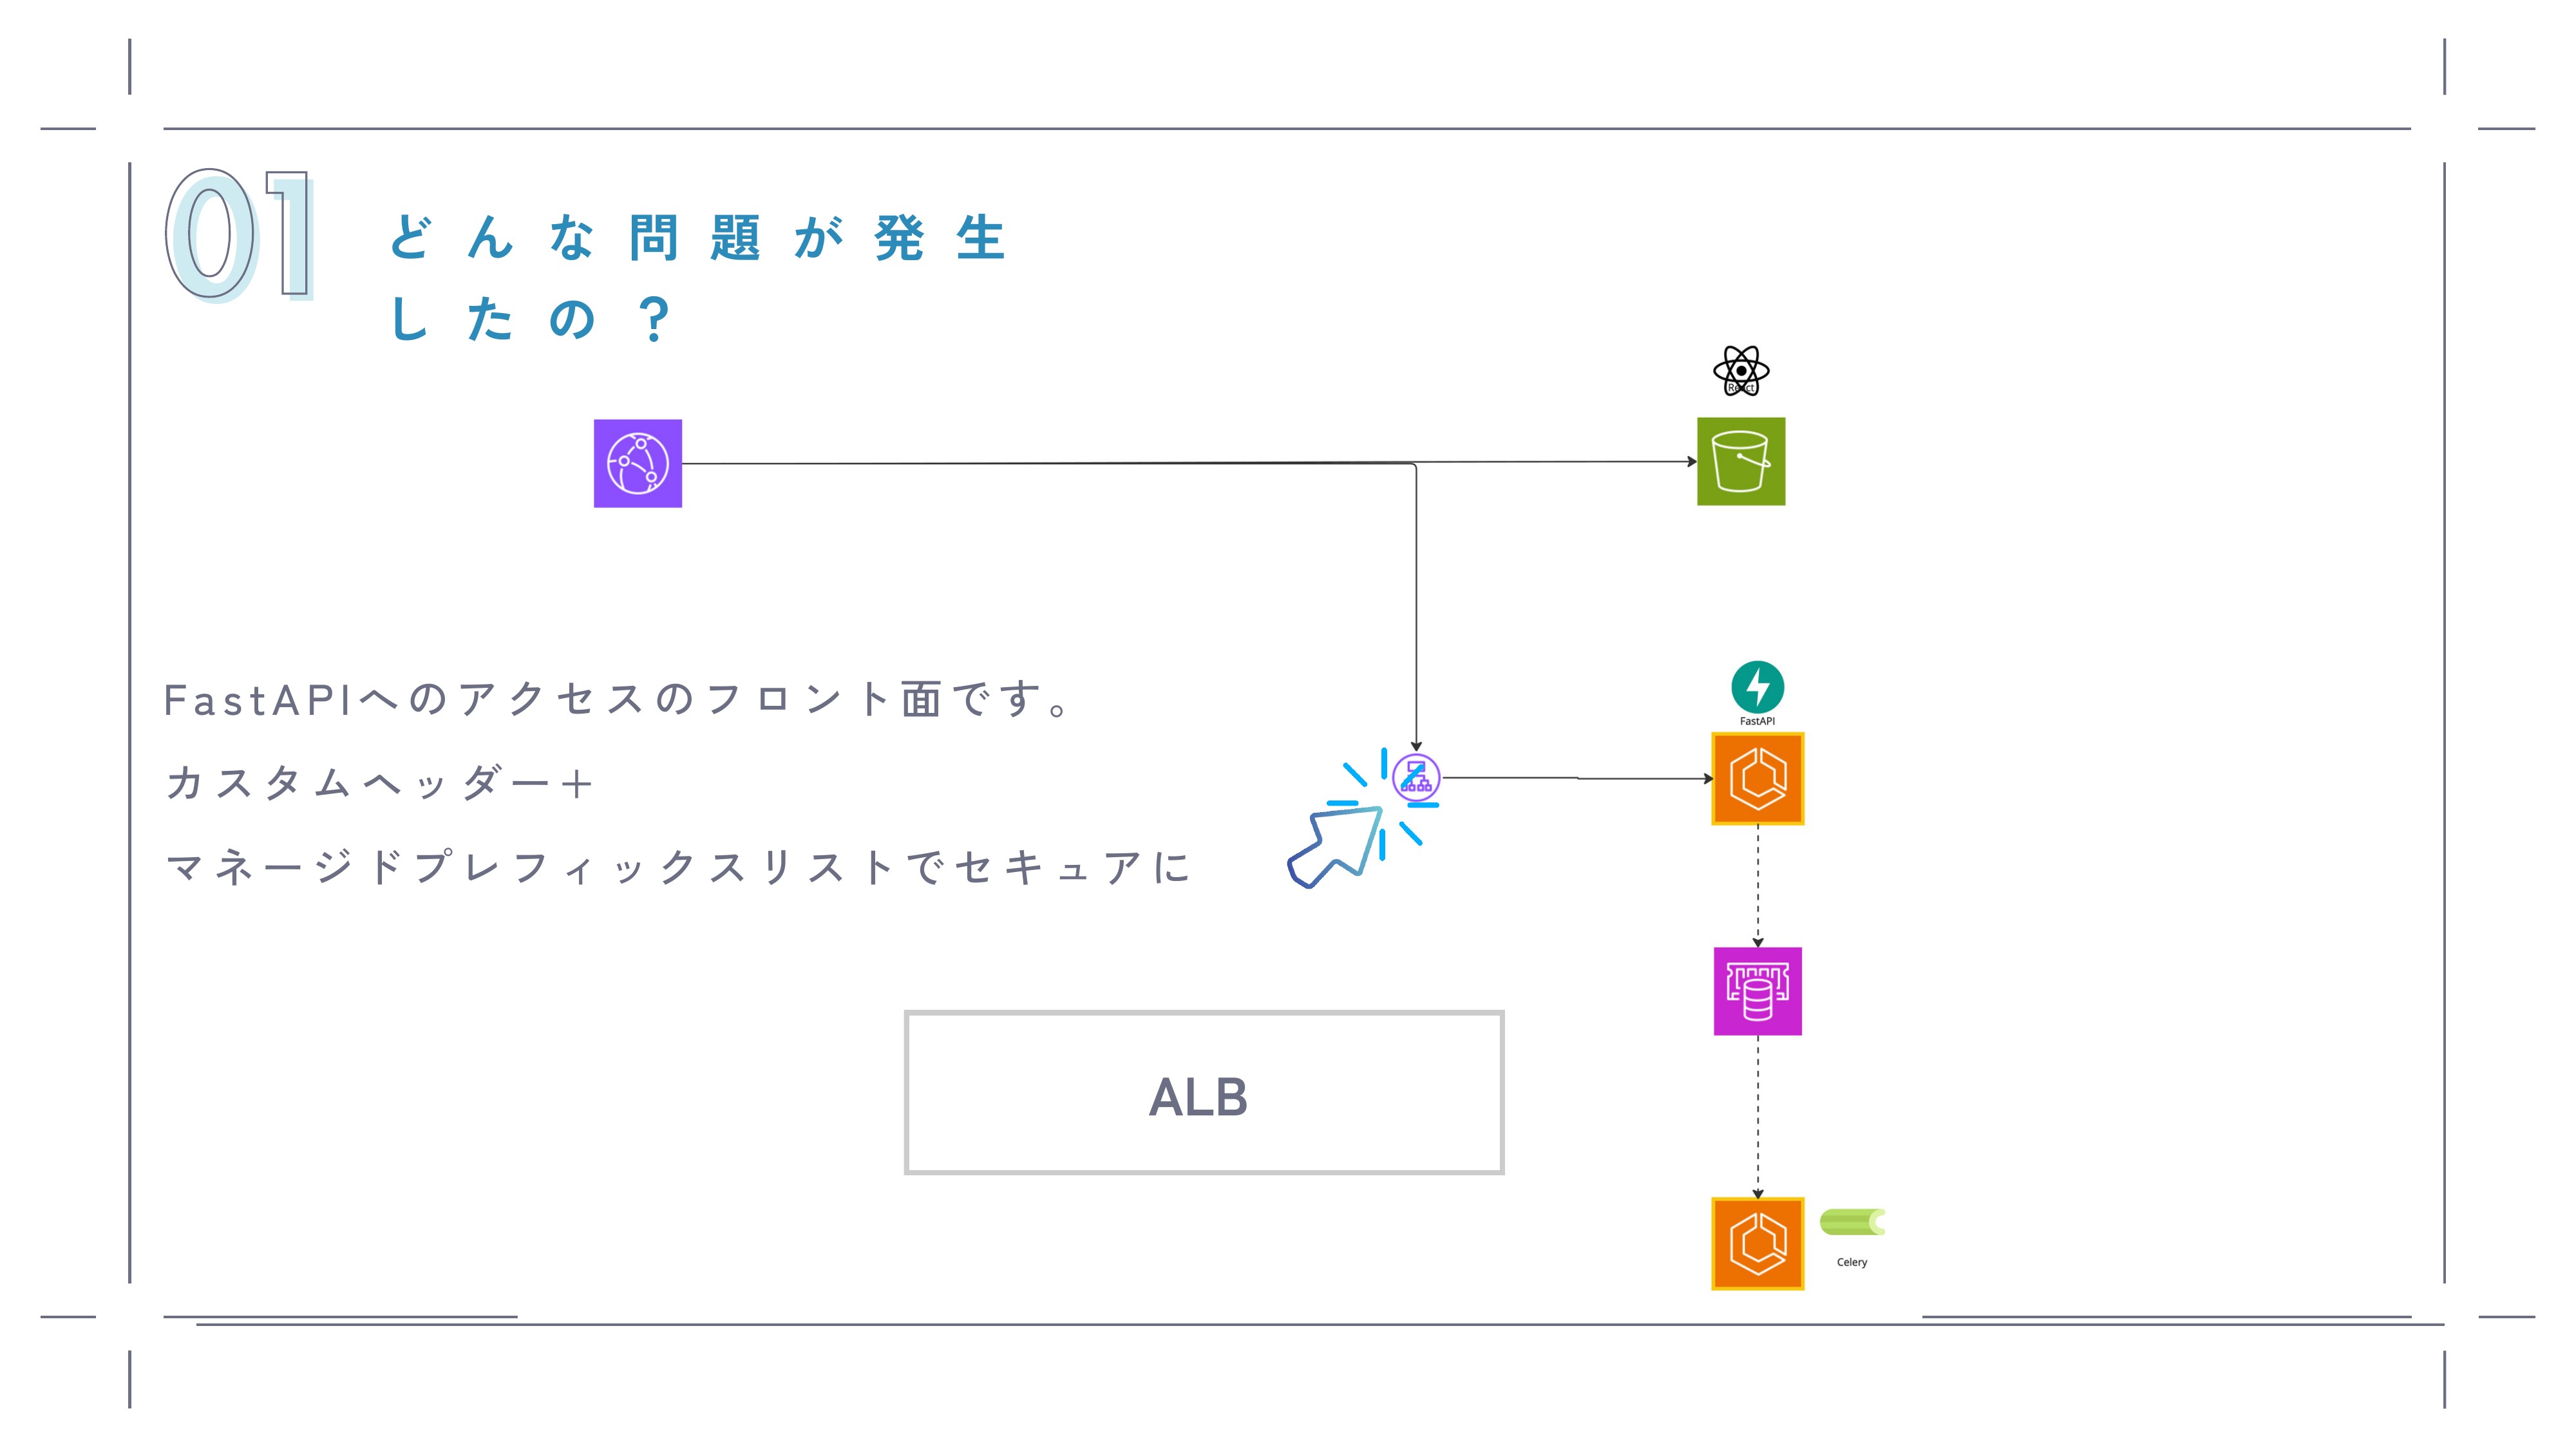 01
どんな問題が発生
したの？
React
FastAPIへのアクセスのフロント面です。
カスタムヘッダー＋
マネージドプレフィックスリストでセキュアに
FastAPI
ALB
Celery